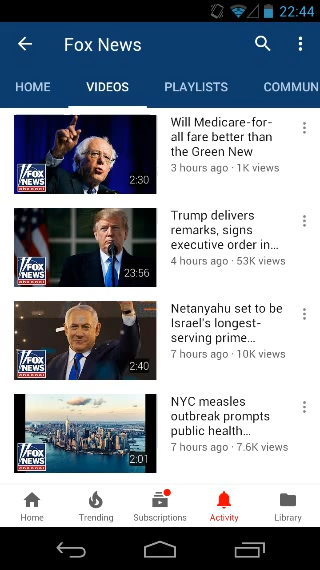 22:44
Fox News
HOME VIDEOS PLAYLISTS COMMUN
Will Medicare-for-
all fare better than
the Green New
3 hours ago · 1K views
2:30
FOX
NEWS
Trump delivers
remarks, signs
executive order in...
4 hours ago · 53K views
23:56
FOX
NEWS
Netanyahu set to be
Israel's longest-
serving prime...
7 hours ago · 10K views
2:40
FOX
NEWS
NYC measles
outbreak prompts
public health...
7 hours ago · 7.6K views
2:01
FOX
NEWS
Home Trending Subscriptions Activity Library